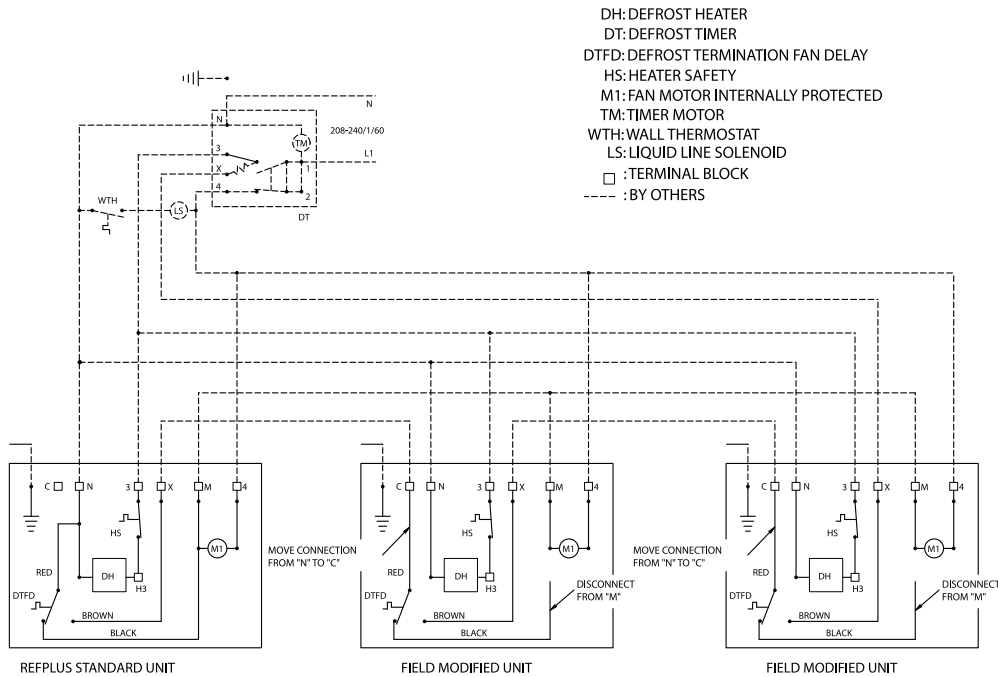 DH: DEFROST HEATER
DT: DEFROST TIMER
DTFD: DEFROST TERMINATION FAN DELAY
HS: HEATER SAFETY
M1: FAN MOTOR INTERNALLY PROTECTED
TM: TIMER MOTOR
WTH: WALL THERMOSTAT
LS: LIQUID LINE SOLENOID
: TERMINAL BLOCK
: BY OTHERS
N
N
208-240/1/60
TM
3
L1
X
1
4
2
WTH
LS
DT
C N 3 X M 4
C N 3 X M 4
C N 3 X M 4
HS
M1
HS
M1
HS
M1
MOVE CONNECTION
FROM "N" TO "C"
MOVE CONNECTION
FROM "N" TO "C"
RED
DH
H3
RED
DH
H3
RED
DH
H3
DISCONNECT
FROM "M"
DISCONNECT
FROM "M"
DTFD
BROWN
BLACK
DTFD
BROWN
BLACK
DTFD
BROWN
BLACK
REFPLUS STANDARD UNIT
FIELD MODIFIED UNIT
FIELD MODIFIED UNIT